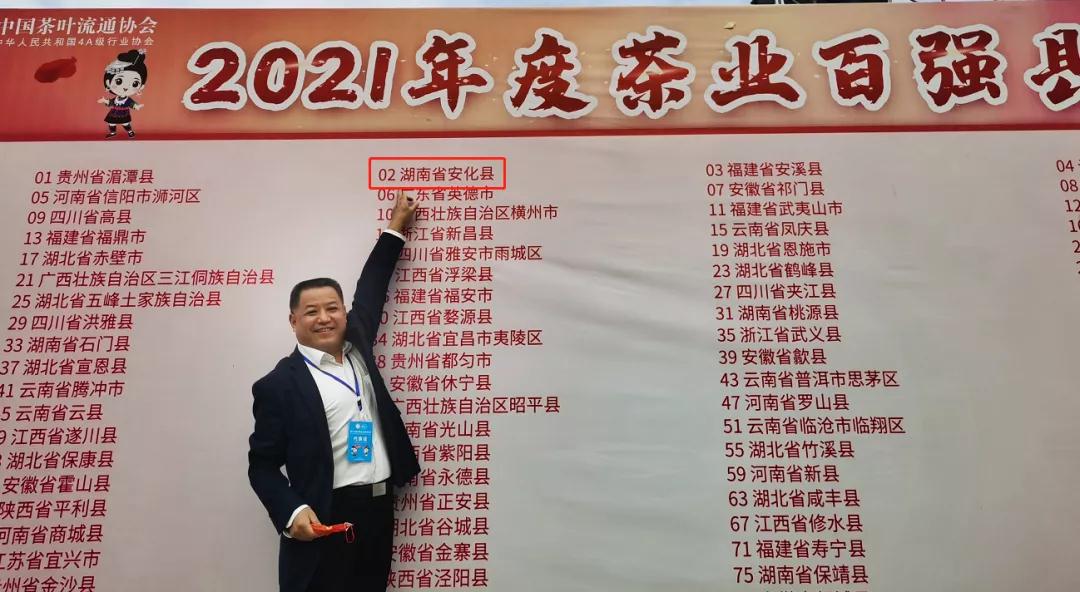 中国茶叶流通协会
中华人民共和国4A级行业协会
2021年度茶业百强县
01 贵州省湄潭县 02 湖南省安化县 03 福建省安溪县 04
05 河南省信阳市浉河区 06 广东省英德市 07 安徽省祁门县 08
09 四川省高县 10 西壮族自治区横州市 11 福建省武夷山市 12
13 福建省福鼎市 浙江省新昌县 15 云南省凤庆县
17 湖北省赤壁市 四川省雅安市雨城区 19 湖北省恩施市
21 广西壮族自治区三江侗族自治县 江西省浮梁县 23 湖北省鹤峰县
25 湖北省五峰土家族自治县 福建省福安市 27 四川省夹江县
29 四川省洪雅县 江西省婺源县 31 湖南省桃源县
33 湖南省石门县 湖北省宜昌市夷陵区 35 浙江省武义县
37 湖北省宣恩县 贵州省都匀市 39 安徽省歙县
41 云南省腾冲市 安徽省休宁县 43 云南省普洱市思茅区
5 云南省云县 广西壮族自治区昭平县 47 河南省罗山县
9 江西省遂川县 南省光山县 51 云南省临沧市临翔区
湖北省保康县 西省紫阳县 55 湖北省竹溪县
安徽省霍山县 南省永德县 59 河南省新县
陕西省平利县 贵州省正安县 63 湖北省咸丰县
河南省商城县 湖北省谷城县 67 江西省修水县
江苏省宜兴市 安徽省金寨县 71 福建省寿宁县
贵州省金沙县 陕西省泾阳县 75 湖南省保靖县